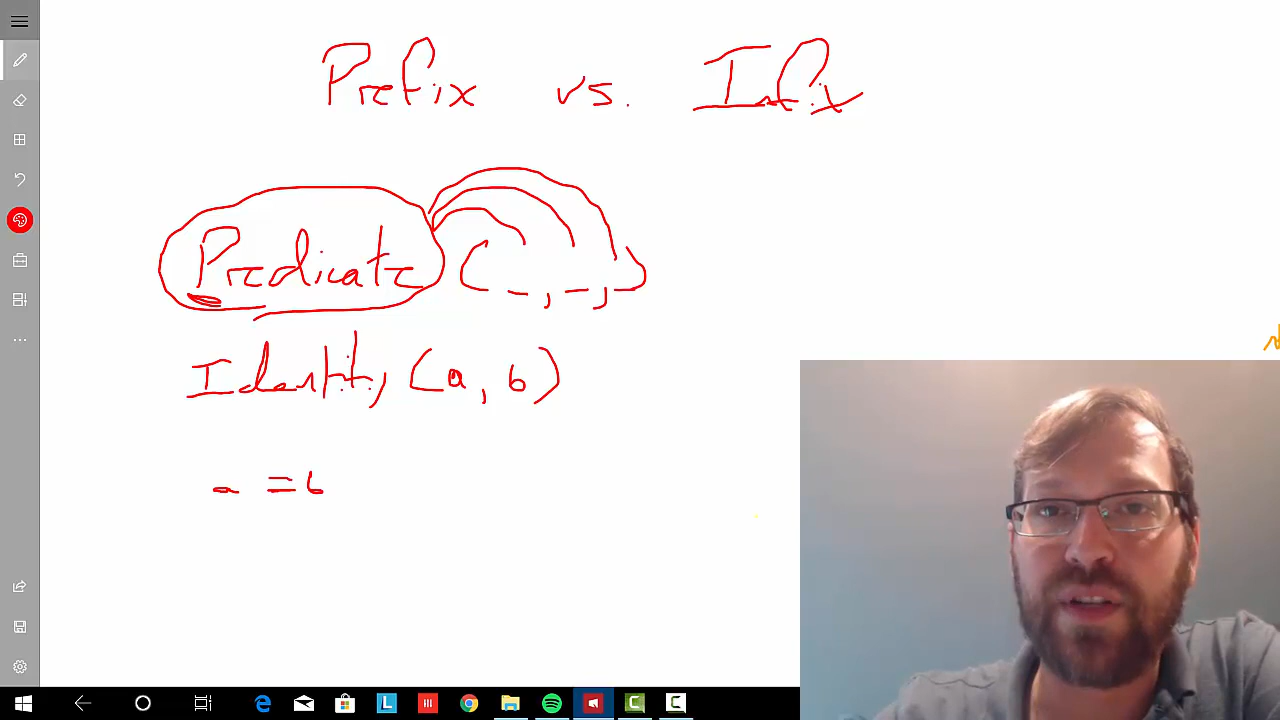 Prefix vs. Infix
Predicate (_, _, _)
Identity (a, b)
a = b